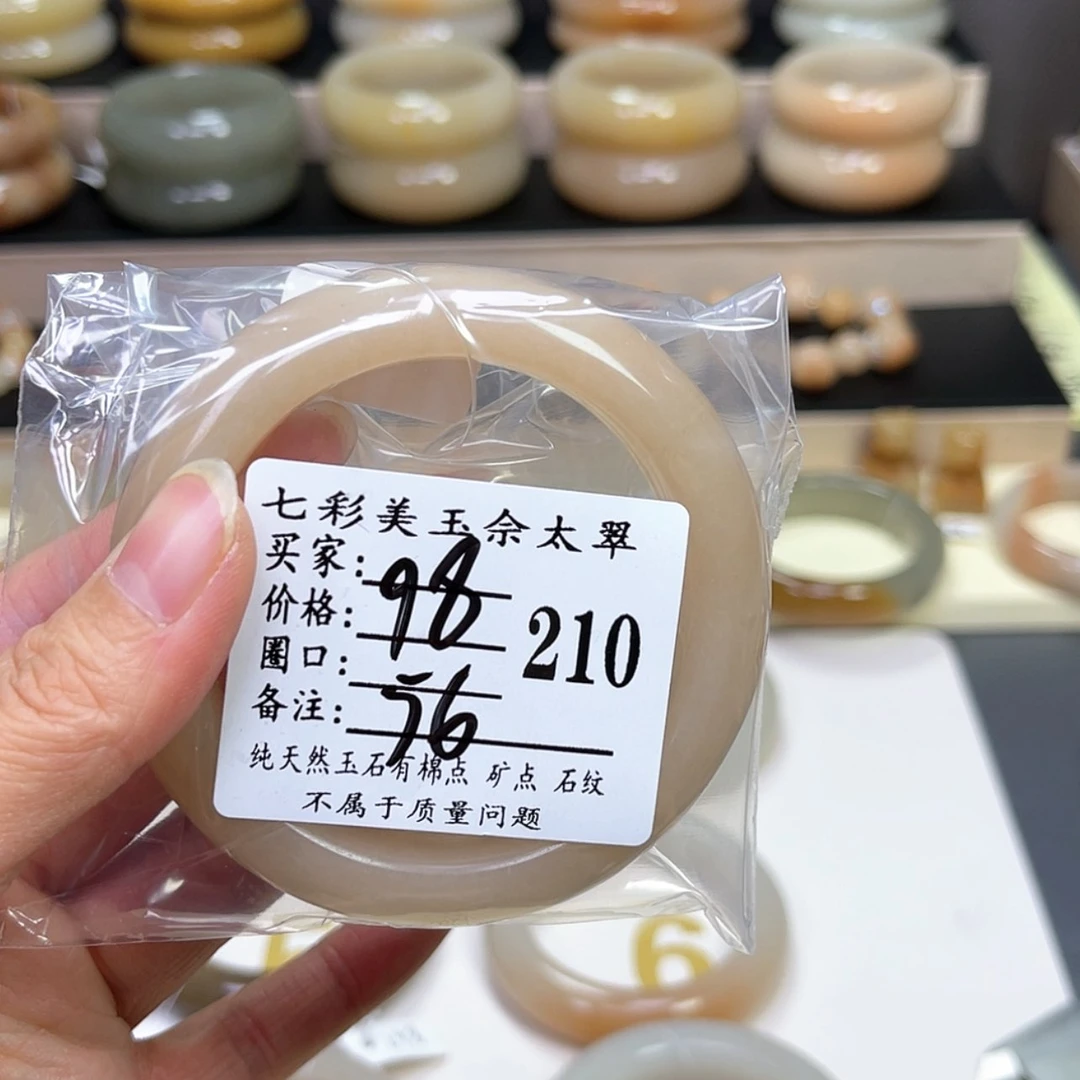 七彩美玉佘太翠
买家:
价格: 98
210
圈口: 56
备注:
纯天然玉石有棉点 矿点 石纹
不属于质量问题
6